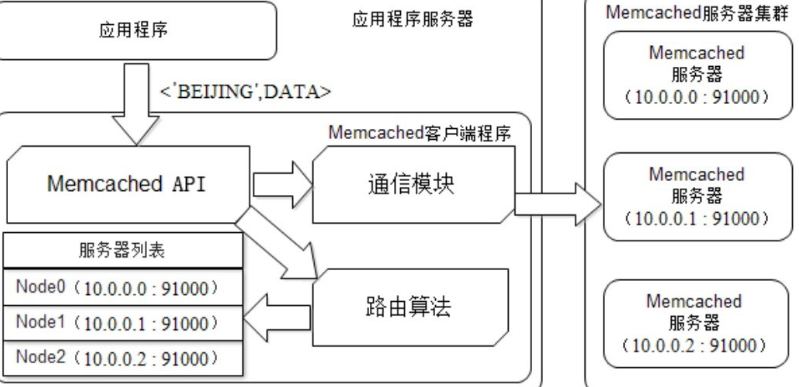 应用程序
应用程序服务器
<'BEIJING',DATA>
Memcached客户端程序
Memcached API
通信模块
服务器列表
Node0（10.0.0.0 : 91000）
Node1（10.0.0.1 : 91000）
Node2（10.0.0.2 : 91000）
路由算法
Memcached服务器集群
Memcached
服务器
（10.0.0.0 : 91000）
Memcached
服务器
（10.0.0.1 : 91000）
Memcached
服务器
（10.0.0.2 : 91000）